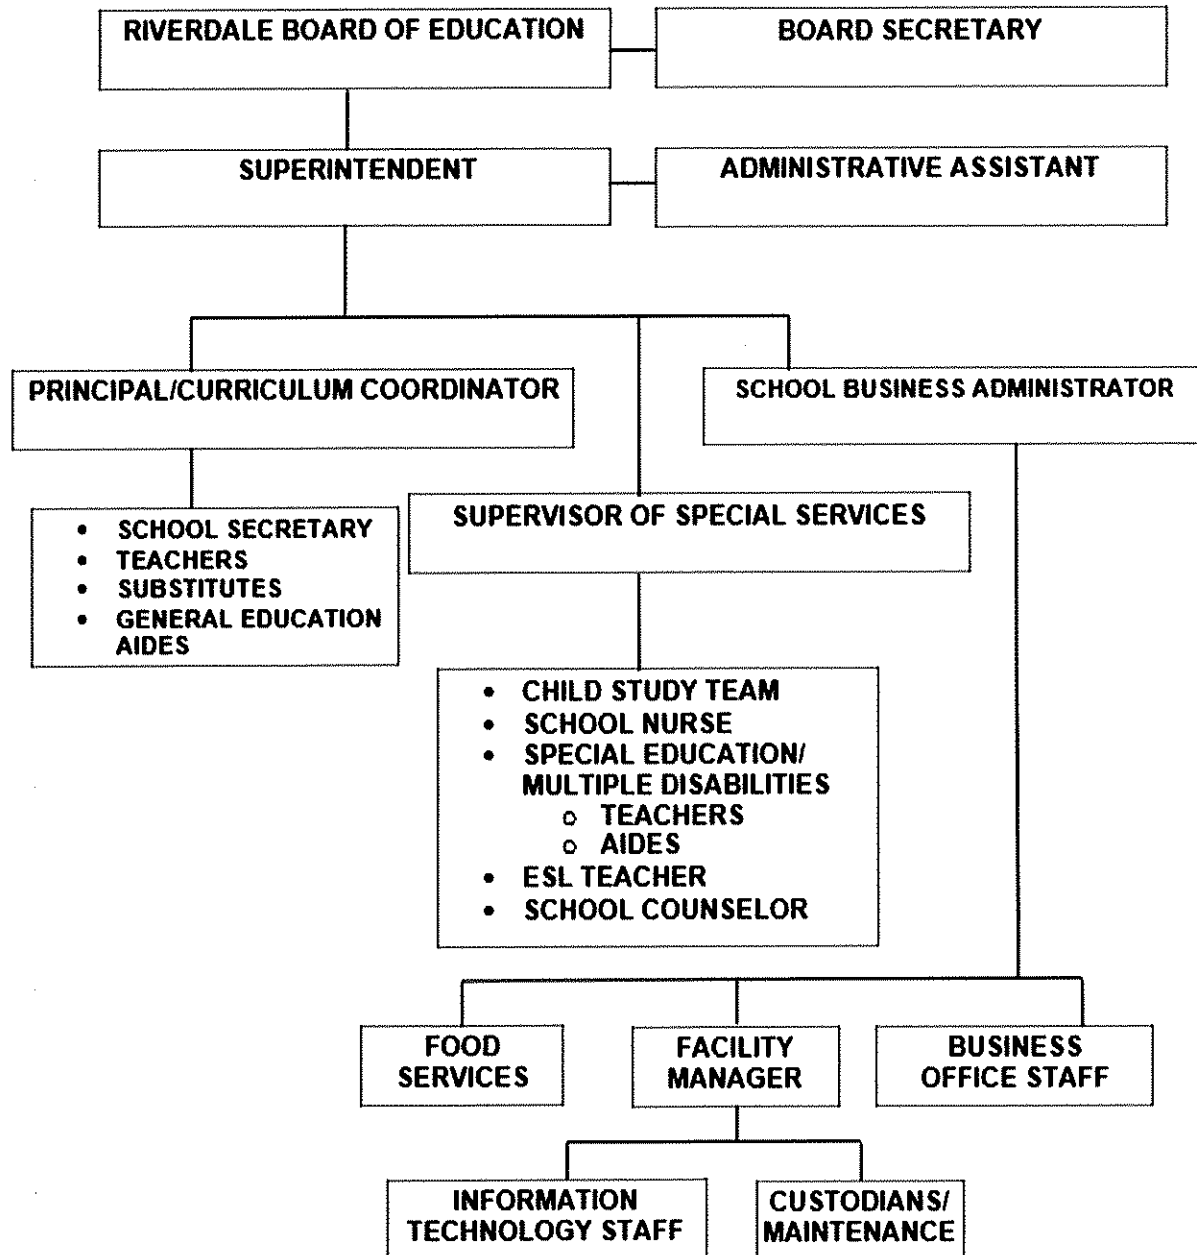 RIVERDALE BOARD OF EDUCATION
BOARD SECRETARY
SUPERINTENDENT
ADMINISTRATIVE ASSISTANT
PRINCIPAL/CURRICULUM COORDINATOR
SCHOOL BUSINESS ADMINISTRATOR
• SCHOOL SECRETARY
• TEACHERS
• SUBSTITUTES
• GENERAL EDUCATION
AIDES
SUPERVISOR OF SPECIAL SERVICES
• CHILD STUDY TEAM
• SCHOOL NURSE
• SPECIAL EDUCATION/
MULTIPLE DISABILITIES
o TEACHERS
o AIDES
• ESL TEACHER
• SCHOOL COUNSELOR
FOOD
SERVICES
FACILITY
MANAGER
BUSINESS
OFFICE STAFF
INFORMATION
TECHNOLOGY STAFF
CUSTODIANS/
MAINTENANCE